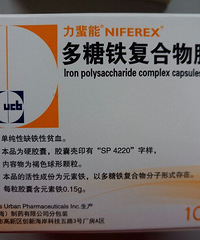 力蜚能® NIFEREX®
多糖铁复合物胶
Iron polysaccharide complex capsules
ucb
单纯性缺铁性贫血。
本品为硬胶囊，胶囊壳印有"SP 4220"字样，
内容物为褐色球形颗粒。
本品的活性成份为元素铁，以多糖铁复合物分子形式存在。
每粒胶囊含元素铁0.15g。
Urban Pharmaceuticals Inc.生产
海）制药有限公司分包装
10